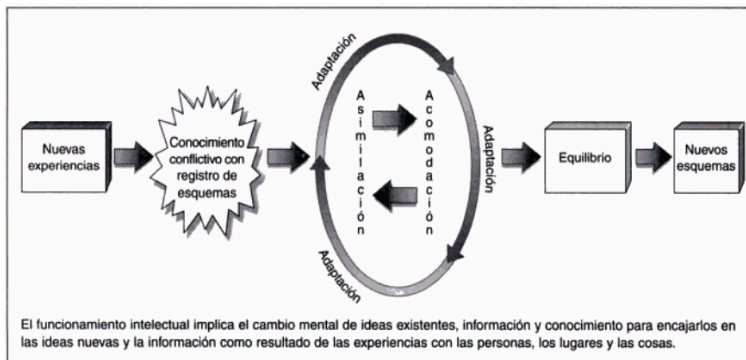 Nuevas
experiencias
Conocimiento
conflictivo con
registro de
esquemas
Adaptación
Asimilación
Acomodación
Adaptación
Adaptación
Equilibrio
Nuevos
esquemas
El funcionamiento intelectual implica el cambio mental de ideas existentes, información y conocimiento para encajarlos en
las ideas nuevas y la información como resultado de las experiencias con las personas, los lugares y las cosas.